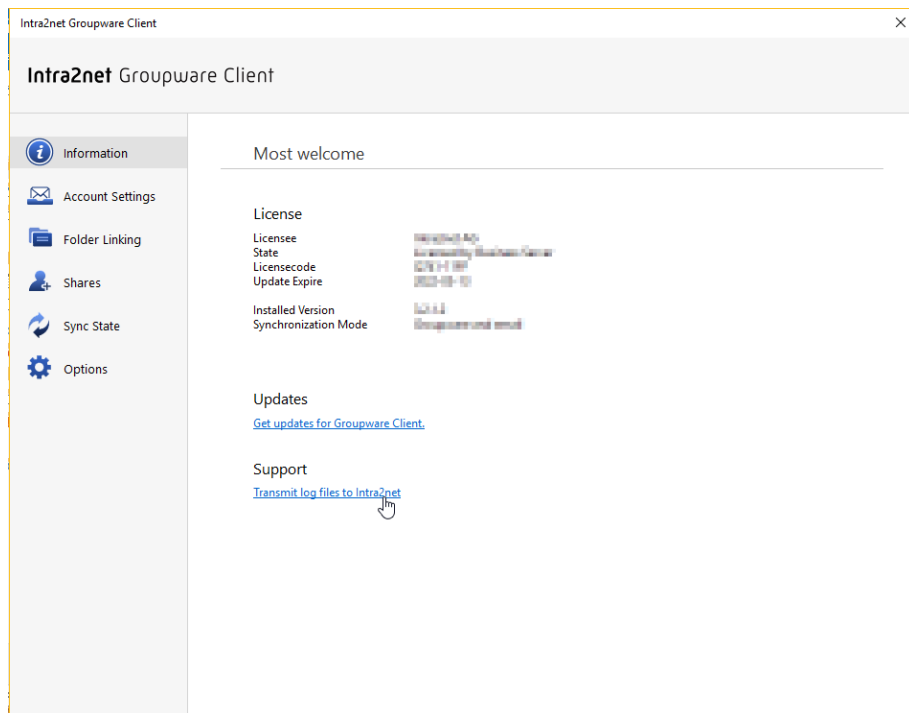 Intra2net Groupware Client
Intra2net Groupware Client
Information
Account Settings
Folder Linking
Shares
Sync State
Options
Most welcome
License
Licensee
State
Licensecode
Update Expire
Installed Version
Synchronization Mode
Updates
Get updates for Groupware Client.
Support
Transmit log files to Intra2net